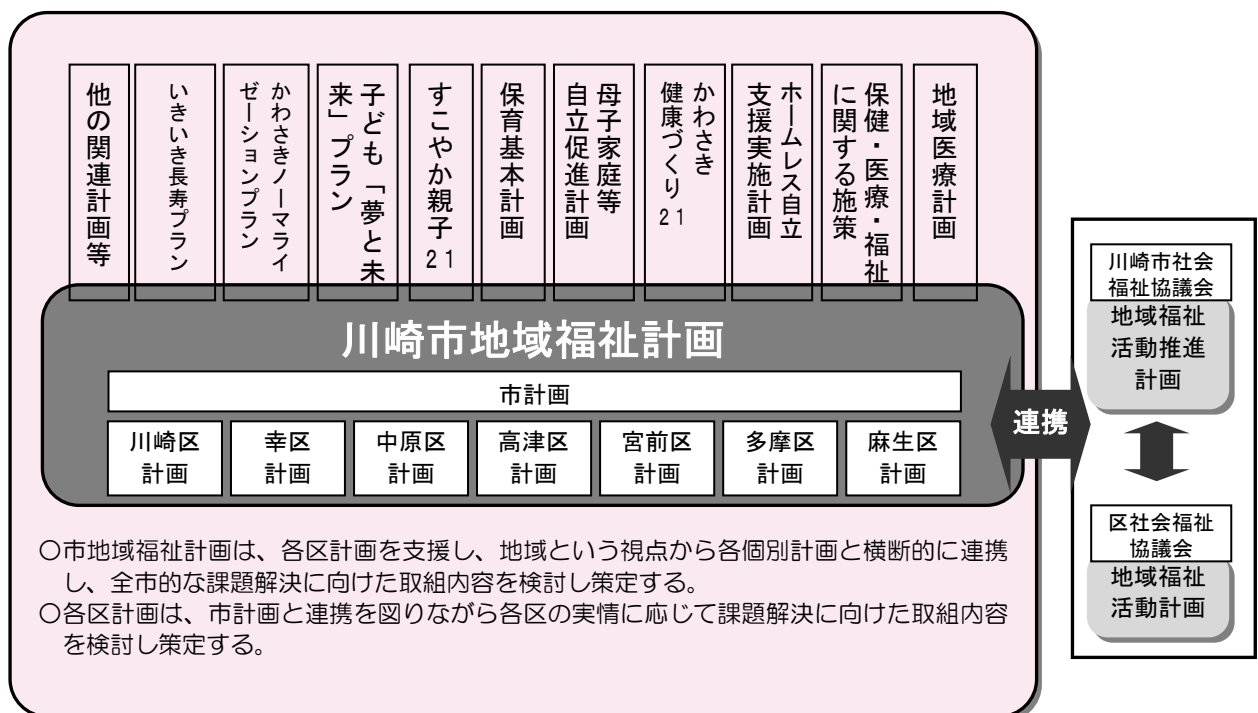 地域医療計画
保健・医療・福祉
に関する施策
ホームレス自立
支援実施計画
かわさき
健康づくり21
母子家庭等
自立促進計画
保育基本計画
すこやか親子21
子ども「夢と未
来」プラン
かわさきノーマライ
ゼーションプラン
いきいき長寿プラン
他の関連計画等
川崎市地域福祉計画
市計画
川崎区
計画
幸区
計画
中原区
計画
高津区
計画
宮前区
計画
多摩区
計画
麻生区
計画
○市地域福祉計画は、各区計画を支援し、地域という視点から各個別計画と横断的に連携
し、全市的な課題解決に向けた取組内容を検討し策定する。
○各区計画は、市計画と連携を図りながら各区の実情に応じて課題解決に向けた取組内容
を検討し策定する。
連携
川崎市社会
福祉協議会
地域福祉
活動推進
計画
区社会福祉
協議会
地域福祉
活動計画